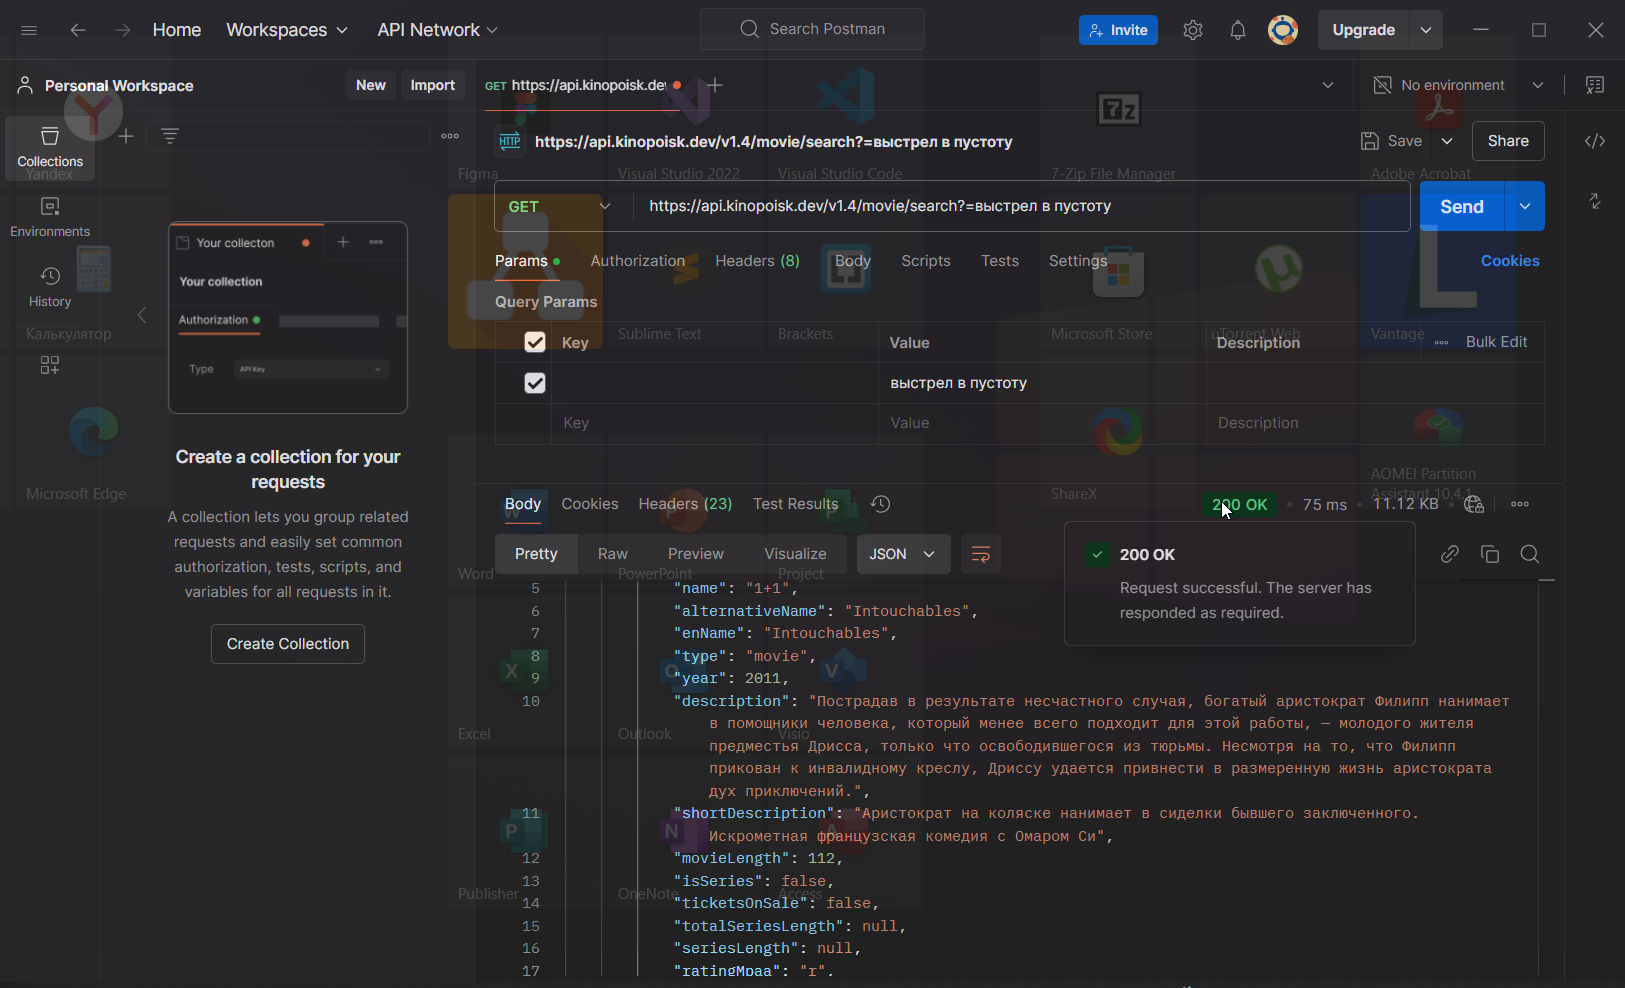 Home
Workspaces
API Network
Search Postman
Invite
Upgrade
Personal Workspace
New
Import
GET https://api.kinopoisk.de
No environment
Collections
Yandex
HTTP
https://api.kinopoisk.dev/v1.4/movie/search?=выстрел в пустоту
Save
Share
Figma
Visual Studio 2022
Visual Studio Code
7z
7-Zip File Manager
Adobe Acrobat
Environments
GET
https://api.kinopoisk.dev/v1.4/movie/search?=выстрел в пустоту
Send
Your collecton
Params
Authorization
Headers (8)
Body
Scripts
Tests
Settings
Cookies
History
Your collection
Query Params
Authorization
Калькулятор
Sublime Text
Brackets
Microsoft Store
uTorrent Web
Vantage
Key
Value
Description
Bulk Edit
Type
API Key
выстрел в пустоту
Key
Value
Description
Create a collection for your
requests
Microsoft Edge
ShareX
AOMEI Partition
Assistant 10.4.1
Body
Cookies
Headers (23)
Test Results
200 OK
75 ms
11.12 KB
A collection lets you group related
requests and easily set common
authorization, tests, scripts, and
variables for all requests in it.
Create Collection
Pretty
Raw
Preview
Visualize
JSON
200 OK
Request successful. The server has
responded as required.
Word
PowerPoint
Project
5 "name": "1+1",
6 "alternativeName": "Intouchables",
7 "enName": "Intouchables",
8 "type": "movie",
9 "year": 2011,
10 "description": "Пострадав в результате несчастного случая, богатый аристократ Филипп нанимает
в помощники человека, который менее всего подходит для этой работы, — молодого жителя
предместья Дрисса, только что освободившегося из тюрьмы. Несмотря на то, что Филипп
прикован к инвалидному креслу, Дриссу удается привнести в размеренную жизнь аристократа
дух приключений.",
Excel
Outlook
Visio
11 "shortDescription": "Аристократ на коляске нанимает в сиделки бывшего заключенного.
Искрометная французская комедия с Омаром Си",
12 "movieLength": 112,
13 "isSeries": false,
14 "ticketsOnSale": false,
15 "totalSeriesLength": null,
16 "seriesLength": null,
17 "ratingMpaa": "r",
Publisher
OneNote
Access